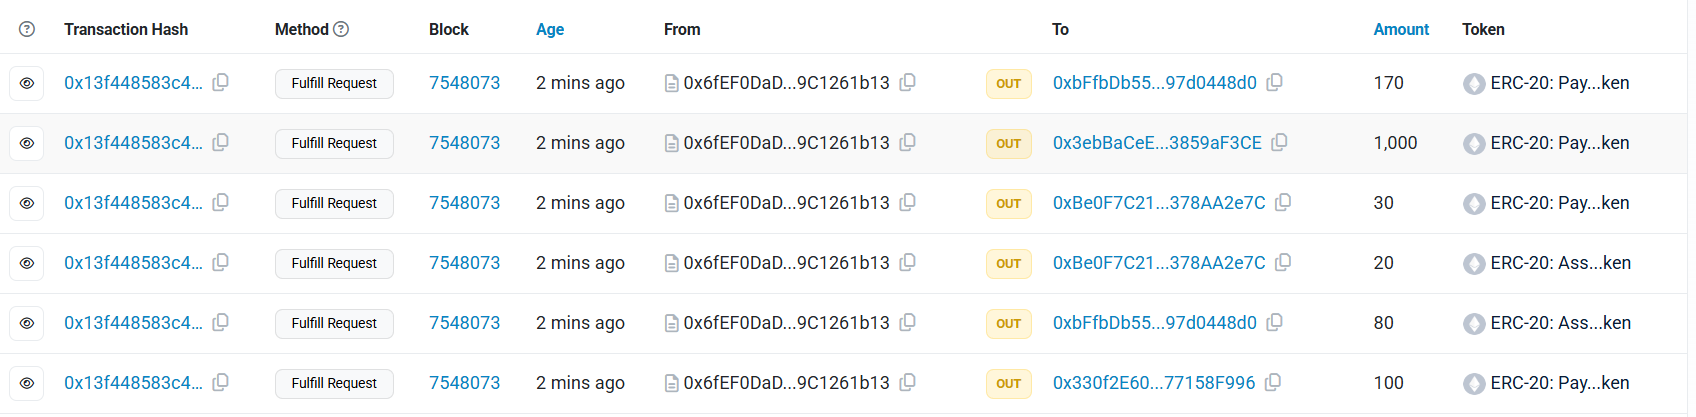 Transaction Hash Method Block Age From To Amount Token
0x13f448583c4... Fulfill Request 7548073 2 mins ago 0x6fEF0DaD...9C1261b13 OUT 0xbFfbDb55...97d0448d0 170 ERC-20: Pay...ken
0x13f448583c4... Fulfill Request 7548073 2 mins ago 0x6fEF0DaD...9C1261b13 OUT 0x3ebBaCeE...3859aF3CE 1,000 ERC-20: Pay...ken
0x13f448583c4... Fulfill Request 7548073 2 mins ago 0x6fEF0DaD...9C1261b13 OUT 0xBe0F7C21...378AA2e7C 30 ERC-20: Pay...ken
0x13f448583c4... Fulfill Request 7548073 2 mins ago 0x6fEF0DaD...9C1261b13 OUT 0xBe0F7C21...378AA2e7C 20 ERC-20: Ass...ken
0x13f448583c4... Fulfill Request 7548073 2 mins ago 0x6fEF0DaD...9C1261b13 OUT 0xbFfbDb55...97d0448d0 80 ERC-20: Ass...ken
0x13f448583c4... Fulfill Request 7548073 2 mins ago 0x6fEF0DaD...9C1261b13 OUT 0x330f2E60...77158F996 100 ERC-20: Pay...ken